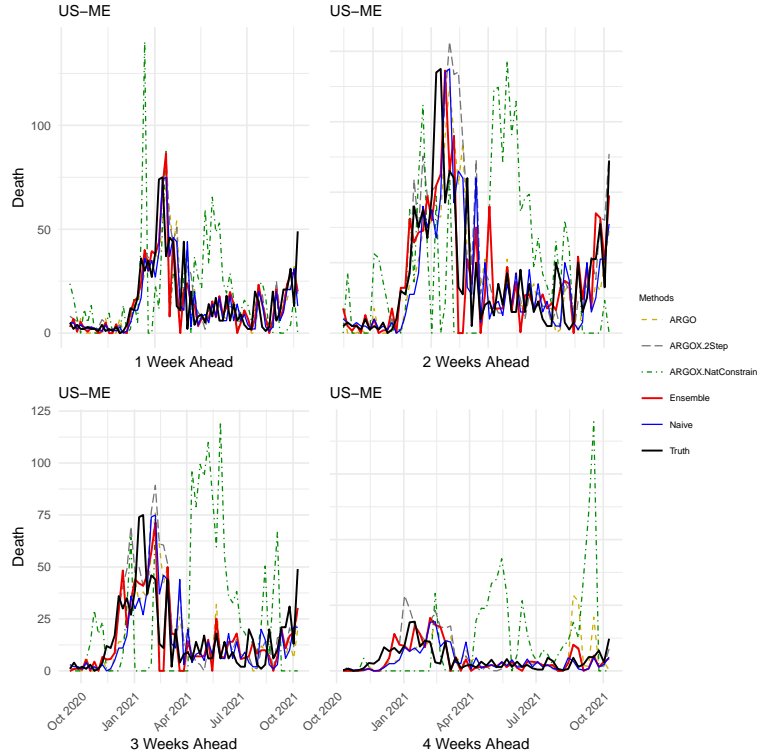 US−ME
US−ME
Death
100
50
0
1 Week Ahead
2 Weeks Ahead
Methods
ARGO
ARGOX.2Step
ARGOX.NatConstrain
Ensemble
Naive
Truth
US−ME
US−ME
Death
125
100
75
50
25
0
Oct 2020
Jan 2021
Apr 2021
Jul 2021
Oct 2021
Oct 2020
Jan 2021
Apr 2021
Jul 2021
Oct 2021
3 Weeks Ahead
4 Weeks Ahead